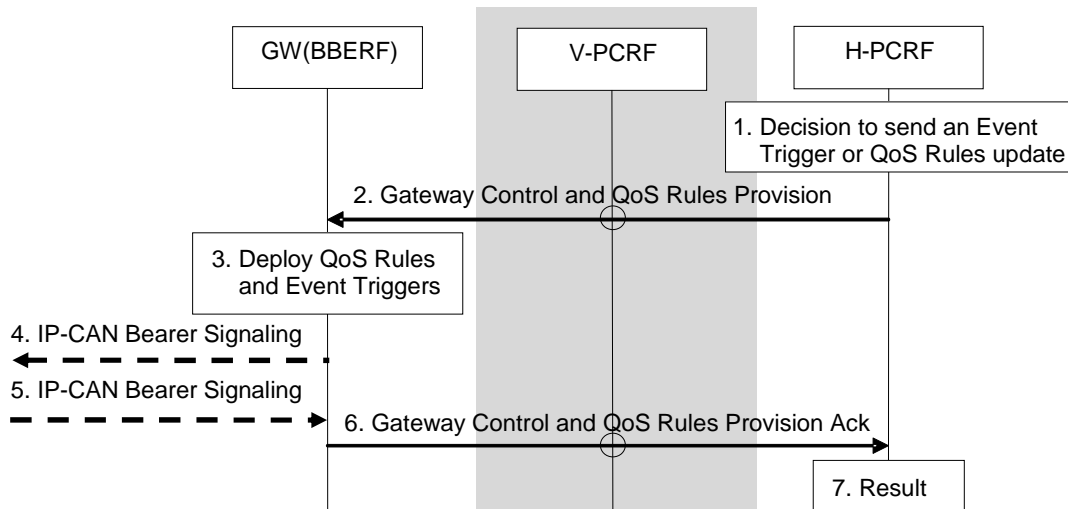 GW(BBERF)
V-PCRF
H-PCRF
1. Decision to send an Event
Trigger or QoS Rules update
2. Gateway Control and QoS Rules Provision
3. Deploy QoS Rules
and Event Triggers
4. IP-CAN Bearer Signaling
5. IP-CAN Bearer Signaling
6. Gateway Control and QoS Rules Provision Ack
7. Result